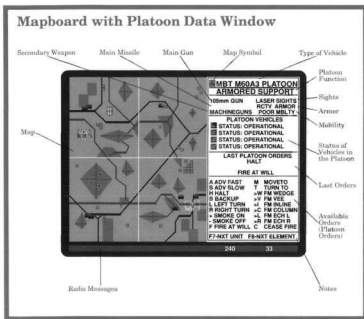 Mapboard with Platoon Data Window
Secondary Weapon
Main Missile
Main Gun
Map Symbol
Type of Vehicle
MBT M60A3 PLATOON
ARMORED SUPPORT
105mm GUN LASER SIGHTS
RCTV ARMOR
MACHINEGUNS POOR MBLTY
PLATOON VEHICLES
STATUS: OPERATIONAL
STATUS: OPERATIONAL
STATUS: OPERATIONAL
STATUS: OPERATIONAL
LAST PLATOON ORDERS
HALT
FIRE AT WILL
A ADV FAST M MOVETO
S ADV SLOW T TURN TO
H HALT >W FM WEDGE
B BACKUP >V FM VEE
L LEFT TURN >I FM INLINE
R RIGHT TURN >C FM COLUMN
+ SMOKE ON >L FM ECH L
- SMOKE OFF >R FM ECH R
F FIRE AT WILL C CEASE FIRE
F7-NXT UNIT F8-NXT ELEMENT
240 33
Platoon
Function
Sights
Armor
Mobility
Status of
Vehicles in
the Platoon
Last Orders
Available
Orders
(Platoon
Orders)
Map
Radio Messages
Notes